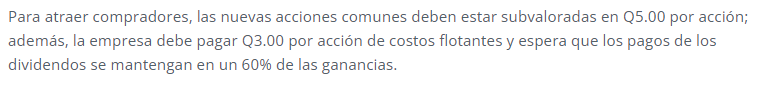 Para atraer compradores, las nuevas acciones comunes deben estar subvaloradas en Q5.00 por acción;
además, la empresa debe pagar Q3.00 por acción de costos flotantes y espera que los pagos de los
dividendos se mantengan en un 60% de las ganancias.